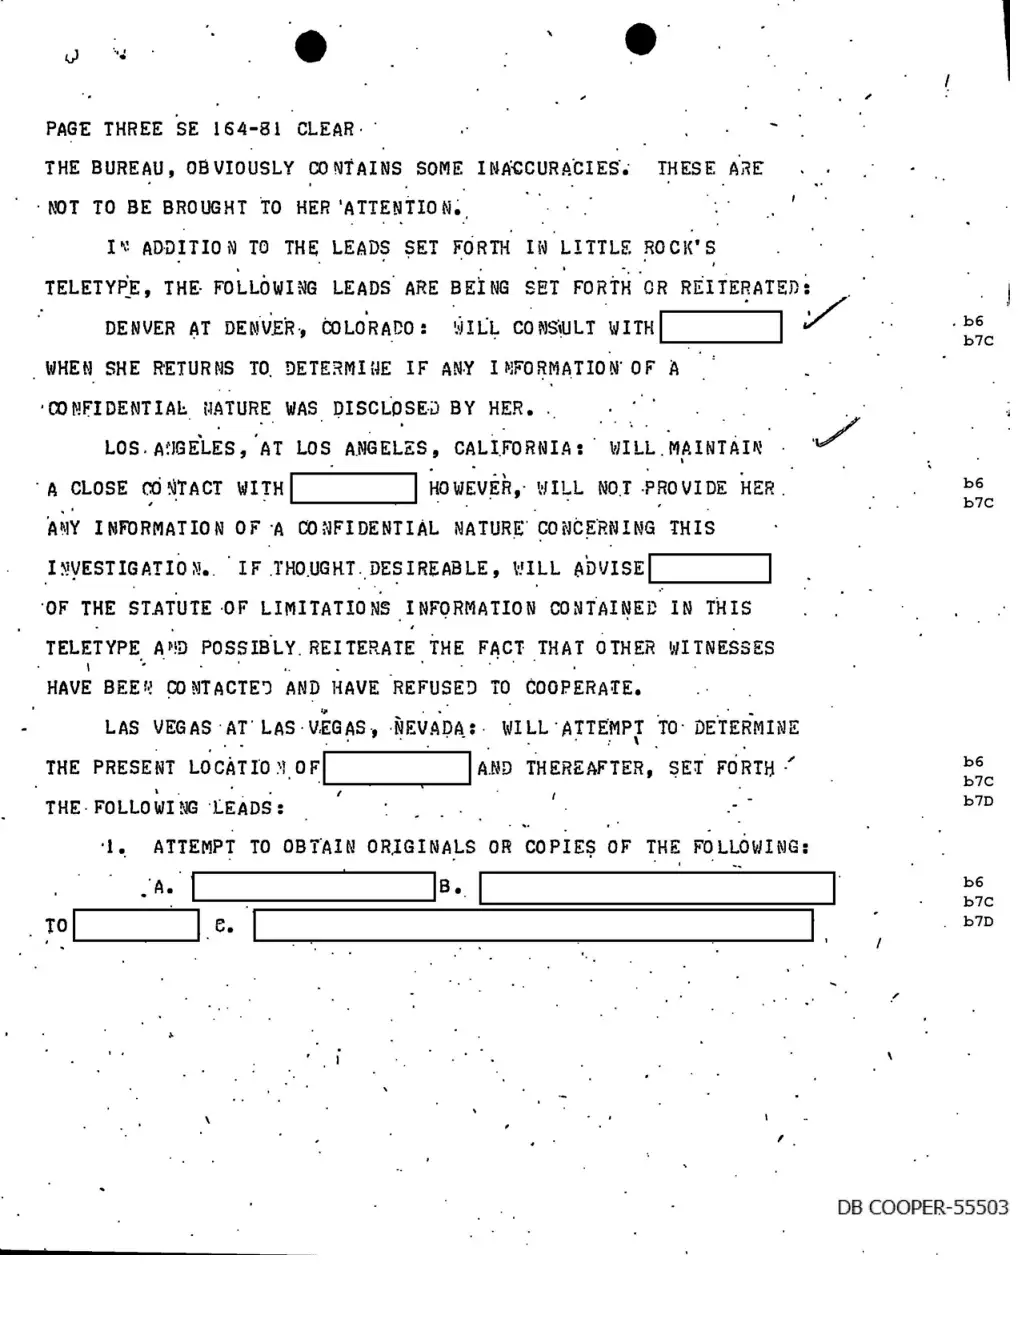 PAGE THREE SE 164-81 CLEAR
THE BUREAU, OBVIOUSLY CONTAINS SOME INACCURACIES. THESE ARE
NOT TO BE BROUGHT TO HER ATTENTION.
IN ADDITION TO THE LEADS SET FORTH IN LITTLE ROCK'S
TELETYPE, THE FOLLOWING LEADS ARE BEING SET FORTH OR REITERATED:
DENVER AT DENVER, COLORADO: WILL CONSULT WITH
b6
b7C
WHEN SHE RETURNS TO DETERMINE IF ANY INFORMATION OF A
CONFIDENTIAL NATURE WAS DISCLOSED BY HER.
LOS ANGELES, AT LOS ANGELES, CALIFORNIA: WILL MAINTAIN
A CLOSE CONTACT WITH HOWEVER, WILL NOT PROVIDE HER
b6
b7C
ANY INFORMATION OF A CONFIDENTIAL NATURE CONCERNING THIS
INVESTIGATION. IF THOUGHT DESIREABLE, WILL ADVISE
OF THE STATUTE OF LIMITATIONS INFORMATION CONTAINED IN THIS
TELETYPE AND POSSIBLY REITERATE THE FACT THAT OTHER WITNESSES
HAVE BEEN CONTACTED AND HAVE REFUSED TO COOPERATE.
LAS VEGAS AT LAS VEGAS, NEVADA: WILL ATTEMPT TO DETERMINE
THE PRESENT LOCATION OF AND THEREAFTER, SET FORTH
b6
b7C
b7D
THE FOLLOWING LEADS:
1. ATTEMPT TO OBTAIN ORIGINALS OR COPIES OF THE FOLLOWING:
A. B.
b6
b7C
b7D
TO C.
DB COOPER-55503